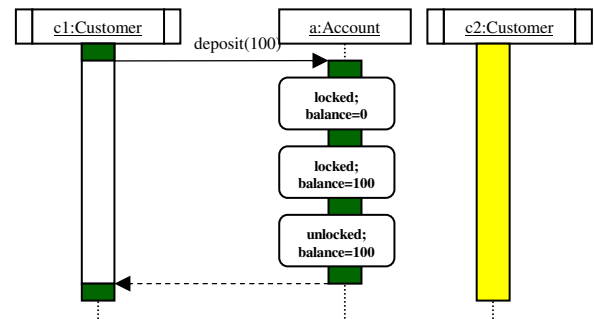 c1:Customer
a:Account
c2:Customer
deposit(100)
locked;
balance=0
locked;
balance=100
unlocked;
balance=100